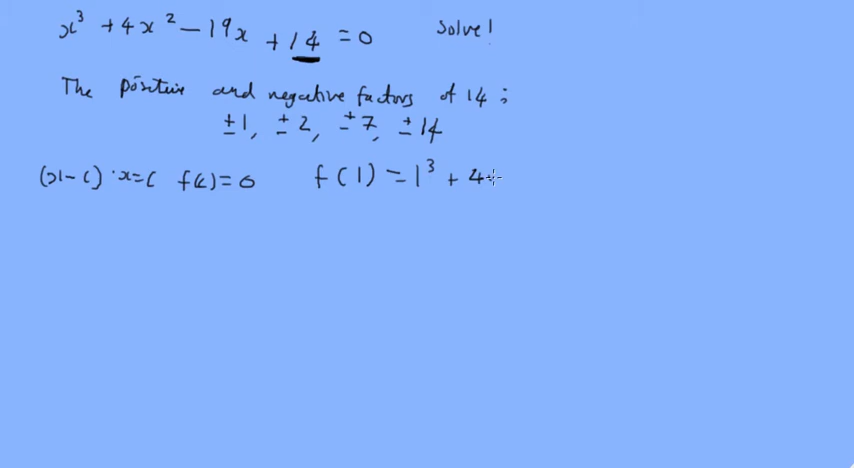 x³ + 4x² - 19x + 14 = 0 Solve!
The positive and negative factors of 14 ;
± 1, ± 2, ± 7, ± 14
(x - c) · x = c f(c) = 0 f(1) = 1³ + 4